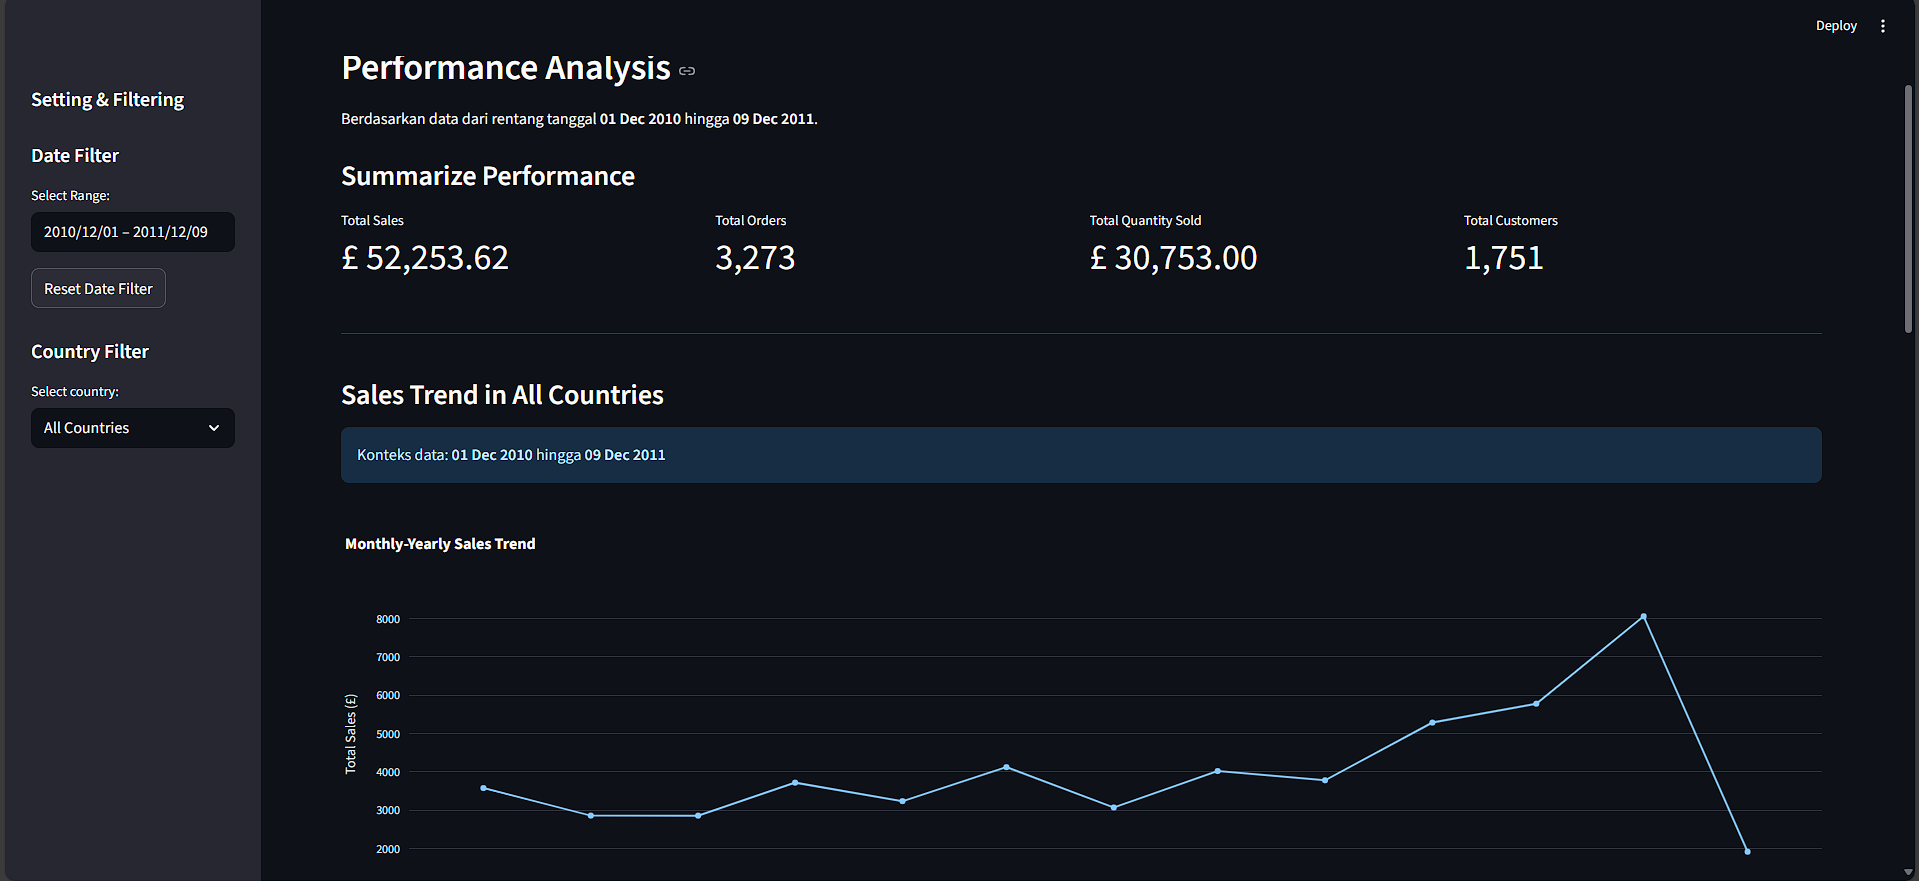 Deploy
Setting & Filtering
Date Filter
Select Range:
2010/12/01 – 2011/12/09
Reset Date Filter
Country Filter
Select country:
All Countries
Performance Analysis
Berdasarkan data dari rentang tanggal 01 Dec 2010 hingga 09 Dec 2011.
Summarize Performance
Total Sales
£ 52,253.62
Total Orders
3,273
Total Quantity Sold
£ 30,753.00
Total Customers
1,751
Sales Trend in All Countries
Konteks data: 01 Dec 2010 hingga 09 Dec 2011
Monthly-Yearly Sales Trend
Total Sales (£)
8000
7000
6000
5000
4000
3000
2000